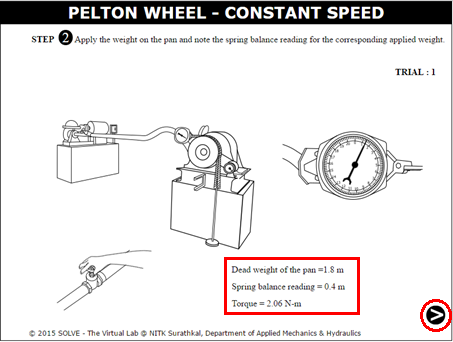 PELTON WHEEL - CONSTANT SPEED
STEP 2 Apply the weight on the pan and note the spring balance reading for the corresponding applied weight.
TRIAL : 1
Dead weight of the pan =1.8 m
Spring balance reading = 0.4 m
Torque = 2.06 N-m
© 2015 SOLVE - The Virtual Lab @ NITK Surathkal, Department of Applied Mechanics & Hydraulics